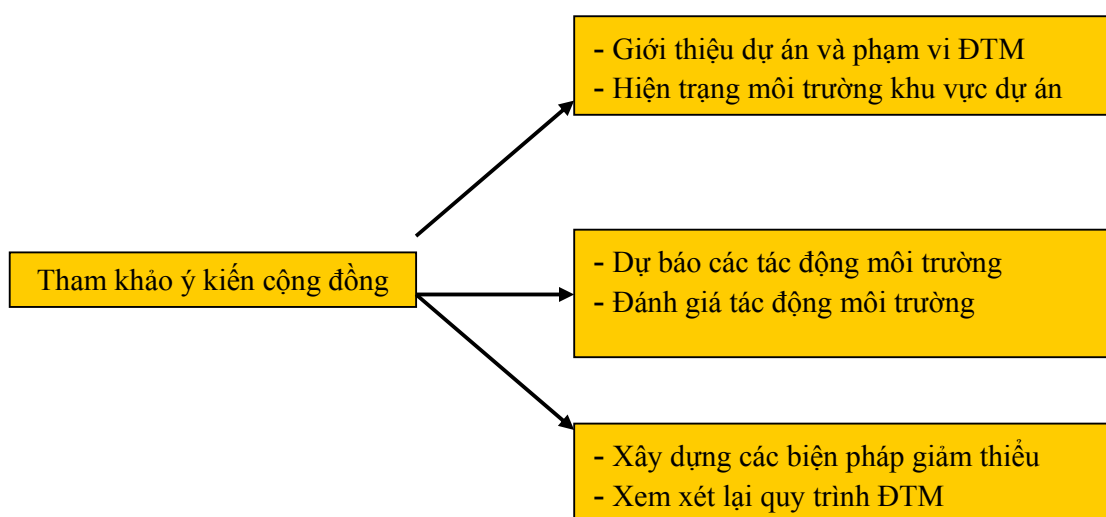 - Giới thiệu dự án và phạm vi ĐTM
- Hiện trạng môi trường khu vực dự án
Tham khảo ý kiến cộng đồng
- Dự báo các tác động môi trường
- Đánh giá tác động môi trường
- Xây dựng các biện pháp giảm thiểu
- Xem xét lại quy trình ĐTM